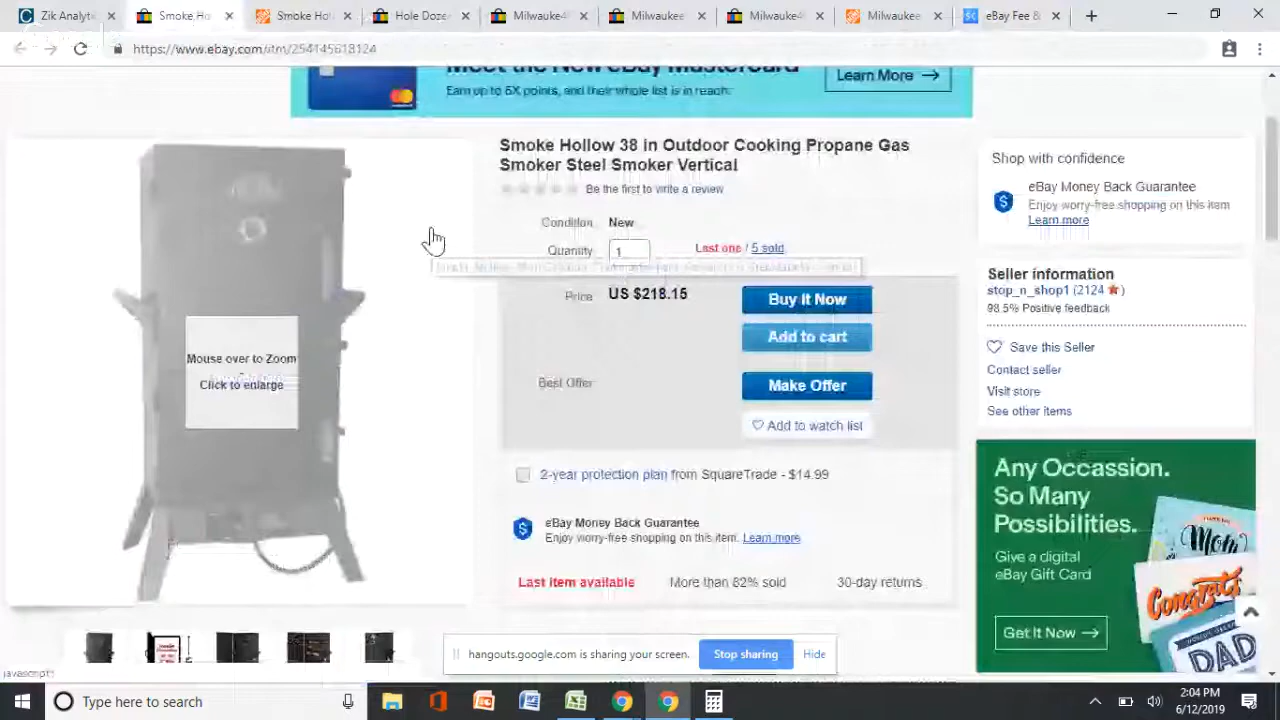 Zik Analytic
Smoke Ho
Smoke Ho
Hole Doze
Milwauke
Milwaukee
Milwauke
Milwaukee
eBay Fee &
https://www.ebay.com/itm/254145618124
Meet the New eBay Mastercard
Earn up to 5X points, and their whole list is in reach.
Learn More →
Smoke Hollow 38 in Outdoor Cooking Propane Gas
Smoker Steel Smoker Vertical
Be the first to write a review
Condition New
Quantity 1 Last one / 5 sold
Price US $218.15
Buy It Now
Add to cart
Best Offer
Make Offer
Add to watch list
Mouse over to Zoom
-
Click to enlarge
2-year protection plan from SquareTrade - $14.99
eBay Money Back Guarantee
Enjoy worry-free shopping on this item. Learn more
Last item available More than 82% sold 30-day returns
Shop with confidence
eBay Money Back Guarantee
Enjoy worry-free shopping on this item
Learn more
Seller information
stop_n_shop1 (2124)
98.5% Positive feedback
Save this Seller
Contact seller
Visit store
See other items
Any Occassion.
So Many
Possibilities.
Give a digital
eBay Gift Card
Get It Now →
Mom
Congrats
DAD
hangouts.google.com is sharing your screen.
Stop sharing
Hide
javascript:
Type here to search
2:04 PM
6/12/2019